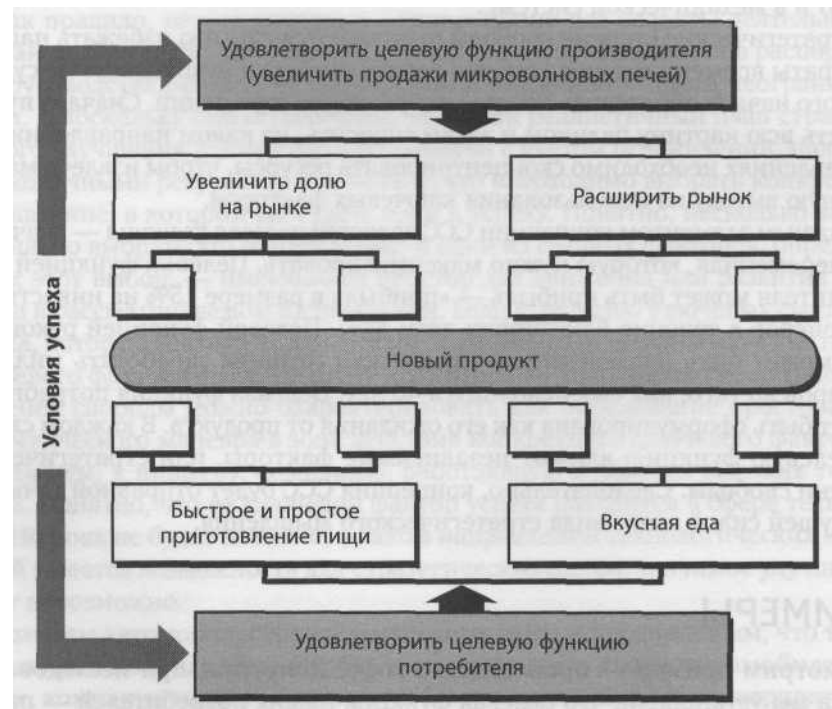 Удовлетворить целевую функцию производителя
(увеличить продажи микроволновых печей)
Увеличить долю
на рынке
Расширить рынок
Новый продукт
Условия успеха
Быстрое и простое
приготовление пищи
Вкусная еда
Удовлетворить целевую функцию
потребителя